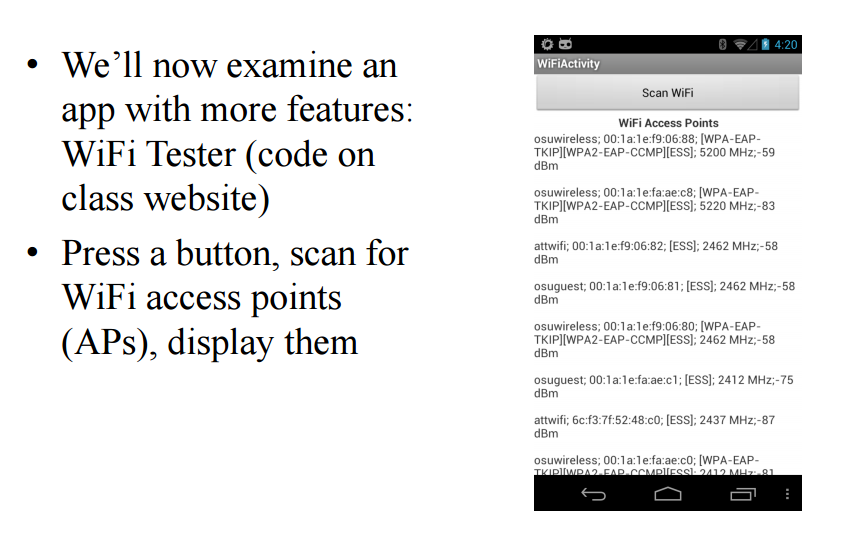 • We’ll now examine an
app with more features:
WiFi Tester (code on
class website)
• Press a button, scan for
WiFi access points
(APs), display them
4:20
WiFiActivity
Scan WiFi
WiFi Access Points
osuwireless; 00:1a:1e:f9:06:88; [WPA-EAP-
TKIP][WPA2-EAP-CCMP][ESS]; 5200 MHz;-59
dBm
osuwireless; 00:1a:1e:fa:ae:c8; [WPA-EAP-
TKIP][WPA2-EAP-CCMP][ESS]; 5220 MHz;-83
dBm
attwifi; 00:1a:1e:f9:06:82; [ESS]; 2462 MHz;-58
dBm
osuguest; 00:1a:1e:f9:06:81; [ESS]; 2462 MHz;-58
dBm
osuwireless; 00:1a:1e:f9:06:80; [WPA-EAP-
TKIP][WPA2-EAP-CCMP][ESS]; 2462 MHz;-58
dBm
osuguest; 00:1a:1e:fa:ae:c1; [ESS]; 2412 MHz;-75
dBm
attwifi; 6c:f3:7f:52:48:c0; [ESS]; 2437 MHz;-87
dBm
osuwireless; 00:1a:1e:fa:ae:c0; [WPA-EAP-
TKIP][WPA2-EAP-CCMP][ESS]; 2412 MHz;-81